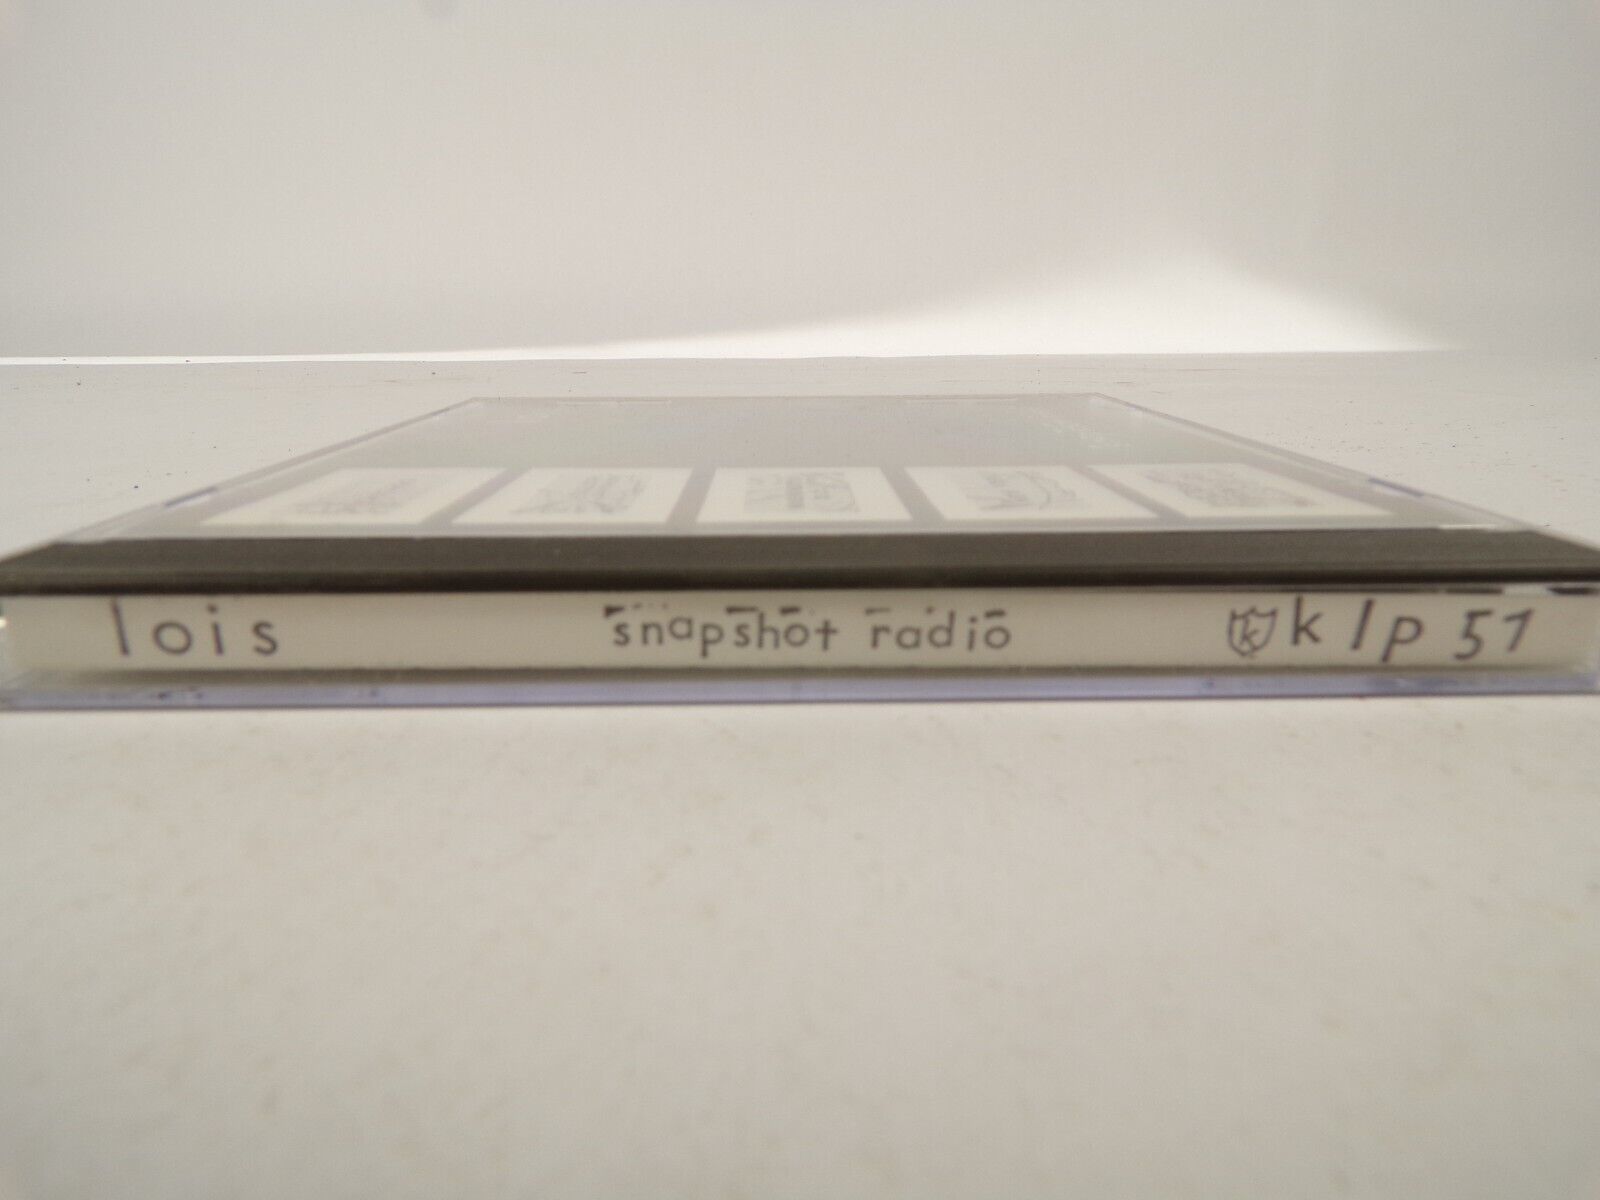 lois snapshot radio k klp 51